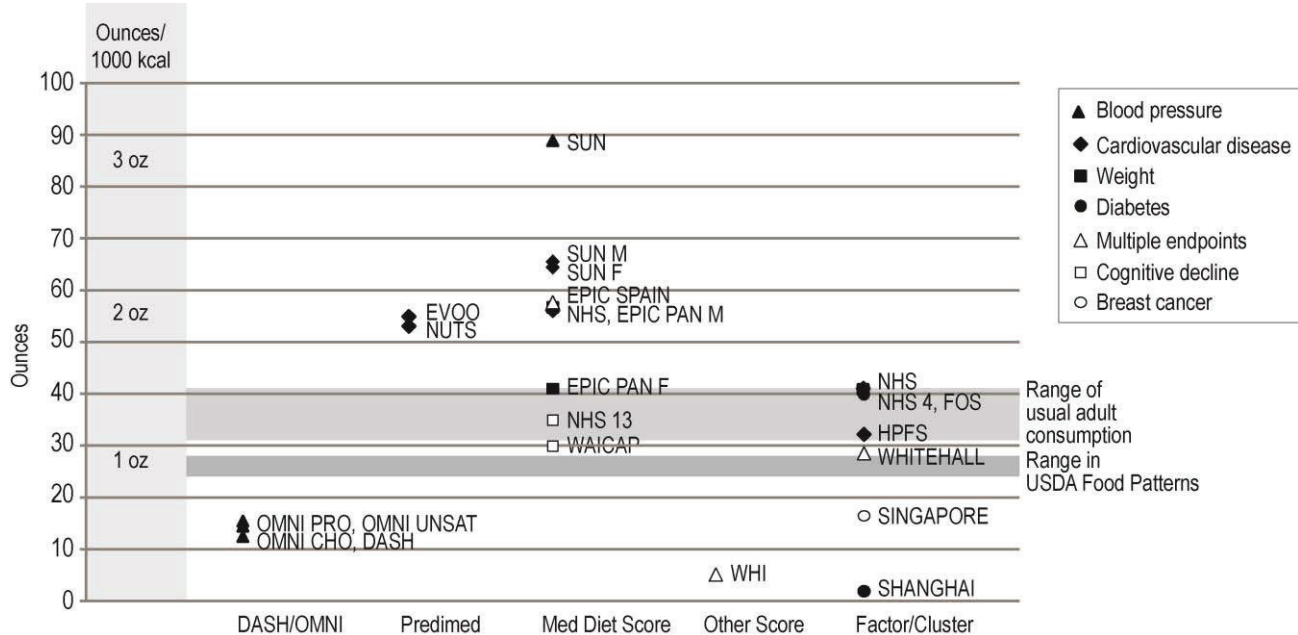 Ounces/
1000 kcal
100
90
80
70
60
50
40
30
20
10
0
3 oz
2 oz
1 oz
Ounces
SUN
SUN M
SUN F
EPIC SPAIN
NHS, EPIC PAN M
EVOO
NUTS
EPIC PAN F
NHS 13
WAICAP
NHS
NHS 4, FOS
HPFS
WHITEHALL
SINGAPORE
SHANGHAI
OMNI PRO, OMNI UNSAT
OMNI CHO, DASH
WHI
DASH/OMNI
Predimed
Med Diet Score
Other Score
Factor/Cluster
Blood pressure
Cardiovascular disease
Weight
Diabetes
Multiple endpoints
Cognitive decline
Breast cancer
Range of
usual adult
consumption
Range in
USDA Food Patterns